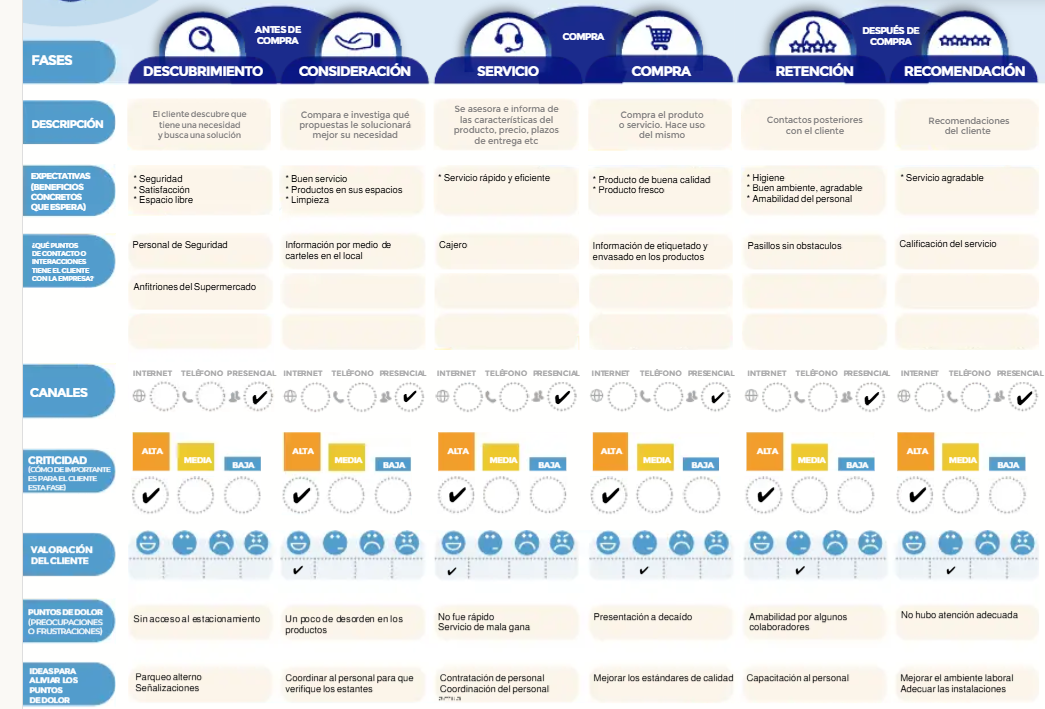 ANTES DE
COMPRA
COMPRA
DESPUÉS DE
COMPRA
FASES
DESCUBRIMIENTO
CONSIDERACIÓN
SERVICIO
COMPRA
RETENCIÓN
RECOMENDACIÓN
DESCRIPCIÓN
El cliente descubre que
tiene una necesidad
y busca una solución
Compara e investiga qué
propuestas le solucionará
mejor su necesidad
Se asesora e informa de
las características del
producto, precio, plazos
de entrega etc
Compra el produto
o servicio. Hace uso
del mismo
Contactos posteriores
con el cliente
Recomendaciones
del cliente
EXPECTATIVAS
(BENEFICIOS
CONCRETOS
QUE ESPERA)
* Seguridad
* Satisfacción
* Espacio libre
* Buen servicio
* Productos en sus espacios
* Limpieza
* Servicio rápido y eficiente
* Producto de buena calidad
* Producto fresco
* Higiene
* Buen ambiente, agradable
* Amabilidad del personal
* Servicio agradable
¿QUÉ PUNTOS
DE CONTACTO O
INTERACCIONES
TIENE EL CLIENTE
CON LA EMPRESA?
Personal de Seguridad
Información por medio de
carteles en el local
Cajero
Información de etiquetado y
envasado en los productos
Pasillos sin obstaculos
Calificación del servicio
Anfitriones del Supermercado
CANALES
INTERNET TELÉFONO PRESENCIAL
INTERNET TELÉFONO PRESENCIAL
INTERNET TELÉFONO PRESENCIAL
INTERNET TELÉFONO PRESENCIAL
INTERNET TELÉFONO PRESENCIAL
INTERNET TELÉFONO PRESENCIAL
CRITICIDAD
(CÓMO DE IMPORTANTE
ES PARA EL CLIENTE
ESTA FASE)
ALTA MEDIA BAJA
ALTA MEDIA BAJA
ALTA MEDIA BAJA
ALTA MEDIA BAJA
ALTA MEDIA BAJA
ALTA MEDIA BAJA
VALORACIÓN
DEL CLIENTE
PUNTOS DE DOLOR
(PREOCUPACIONES
O FRUSTRACIONES)
Sin acceso al estacionamiento
Un poco de desorden en los
productos
No fue rápido
Servicio de mala gana
Presentación a decaído
Amabilidad por algunos
colaboradores
No hubo atención adecuada
IDEAS PARA
ALIVIAR LOS
PUNTOS
DE DOLOR
Parqueo alterno
Señalizaciones
Coordinar al personal para que
verifique los estantes
Contratación de personal
Coordinación del personal
Mejorar los estándares de calidad
Capacitación al personal
Mejorar el ambiente laboral
Adecuar las instalaciones